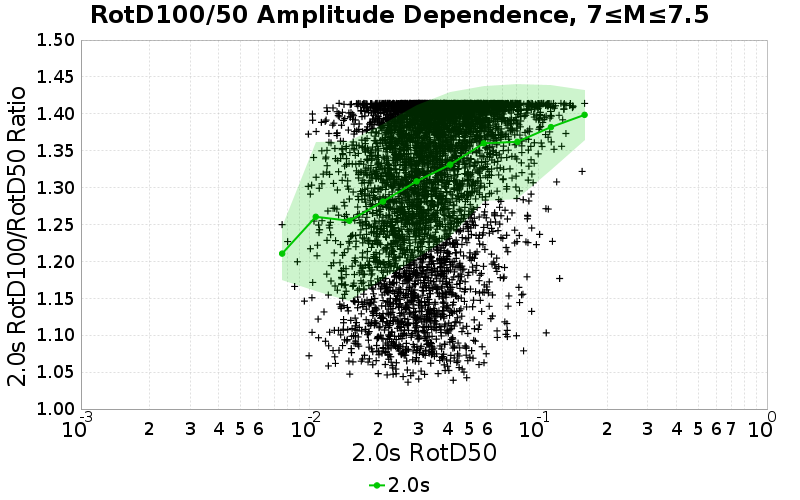 RotD100/50 Amplitude Dependence, 7≤M≤7.5
1.50
1.45
1.40
1.35
1.30
1.25
1.20
1.15
1.10
1.05
1.00
2.0s RotD100/RotD50 Ratio
10-3 2 3 4 5 6 10-2 2 3 4 5 6 10-1 2 3 4 5 6 7 100
2.0s RotD50
2.0s